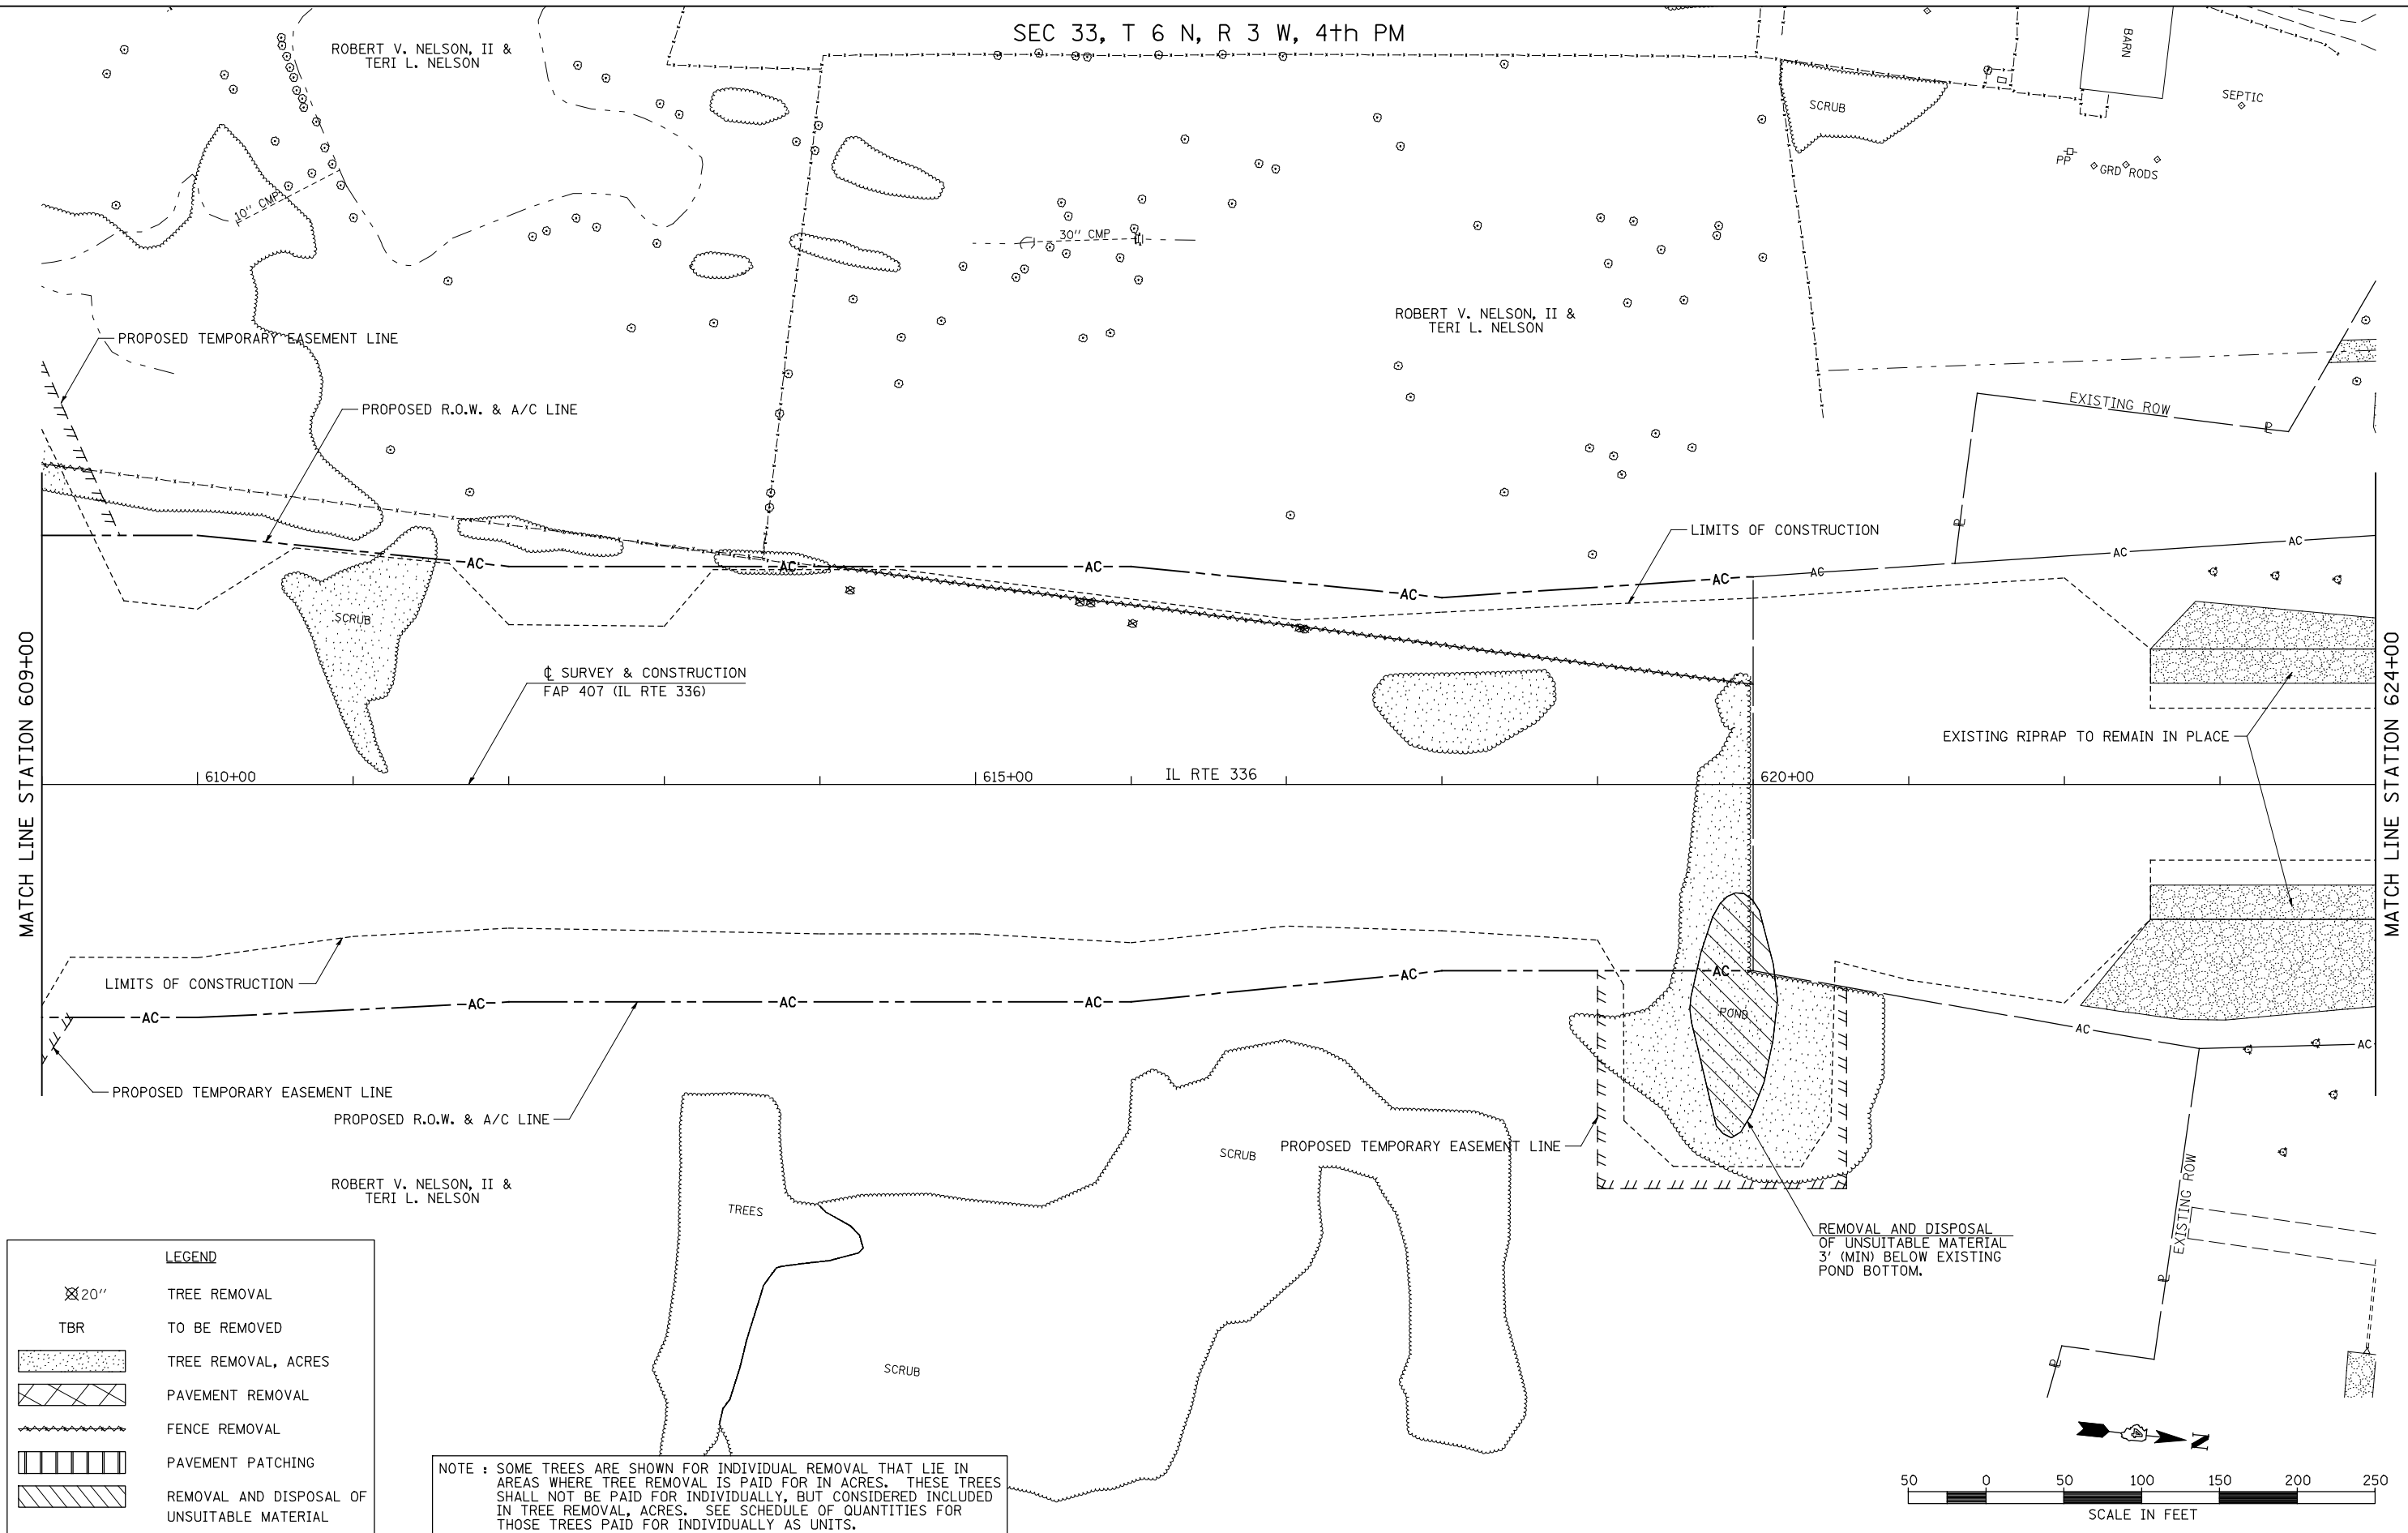 SEC 33, T 6 N, R 3 W, 4th PM
ROBERT V. NELSON, II &
TERI L. NELSON
BARN
SCRUB
SEPTIC
PP
GRD RODS
10" CMP
30" CMP
ROBERT V. NELSON, II &
TERI L. NELSON
PROPOSED TEMPORARY EASEMENT LINE
PROPOSED R.O.W. & A/C LINE
EXISTING ROW
LIMITS OF CONSTRUCTION
AC
AC
AC
AC
AC
AC
AC
AC
SCRUB
℄ SURVEY & CONSTRUCTION
FAP 407 (IL RTE 336)
EXISTING RIPRAP TO REMAIN IN PLACE
MATCH LINE STATION 609+00
MATCH LINE STATION 624+00
610+00
615+00
IL RTE 336
620+00
LIMITS OF CONSTRUCTION
AC
AC
AC
AC
AC
AC
AC
AC
POND
PROPOSED TEMPORARY EASEMENT LINE
PROPOSED R.O.W. & A/C LINE
PROPOSED TEMPORARY EASEMENT LINE
SCRUB
ROBERT V. NELSON, II &
TERI L. NELSON
TREES
EXISTING ROW
REMOVAL AND DISPOSAL
OF UNSUITABLE MATERIAL
3' (MIN) BELOW EXISTING
POND BOTTOM.
SCRUB
LEGEND
20" TREE REMOVAL
TBR TO BE REMOVED
TREE REMOVAL, ACRES
PAVEMENT REMOVAL
FENCE REMOVAL
PAVEMENT PATCHING
REMOVAL AND DISPOSAL OF
UNSUITABLE MATERIAL
NOTE : SOME TREES ARE SHOWN FOR INDIVIDUAL REMOVAL THAT LIE IN
AREAS WHERE TREE REMOVAL IS PAID FOR IN ACRES. THESE TREES
SHALL NOT BE PAID FOR INDIVIDUALLY, BUT CONSIDERED INCLUDED
IN TREE REMOVAL, ACRES. SEE SCHEDULE OF QUANTITIES FOR
THOSE TREES PAID FOR INDIVIDUALLY AS UNITS.
N
50 0 50 100 150 200 250
SCALE IN FEET